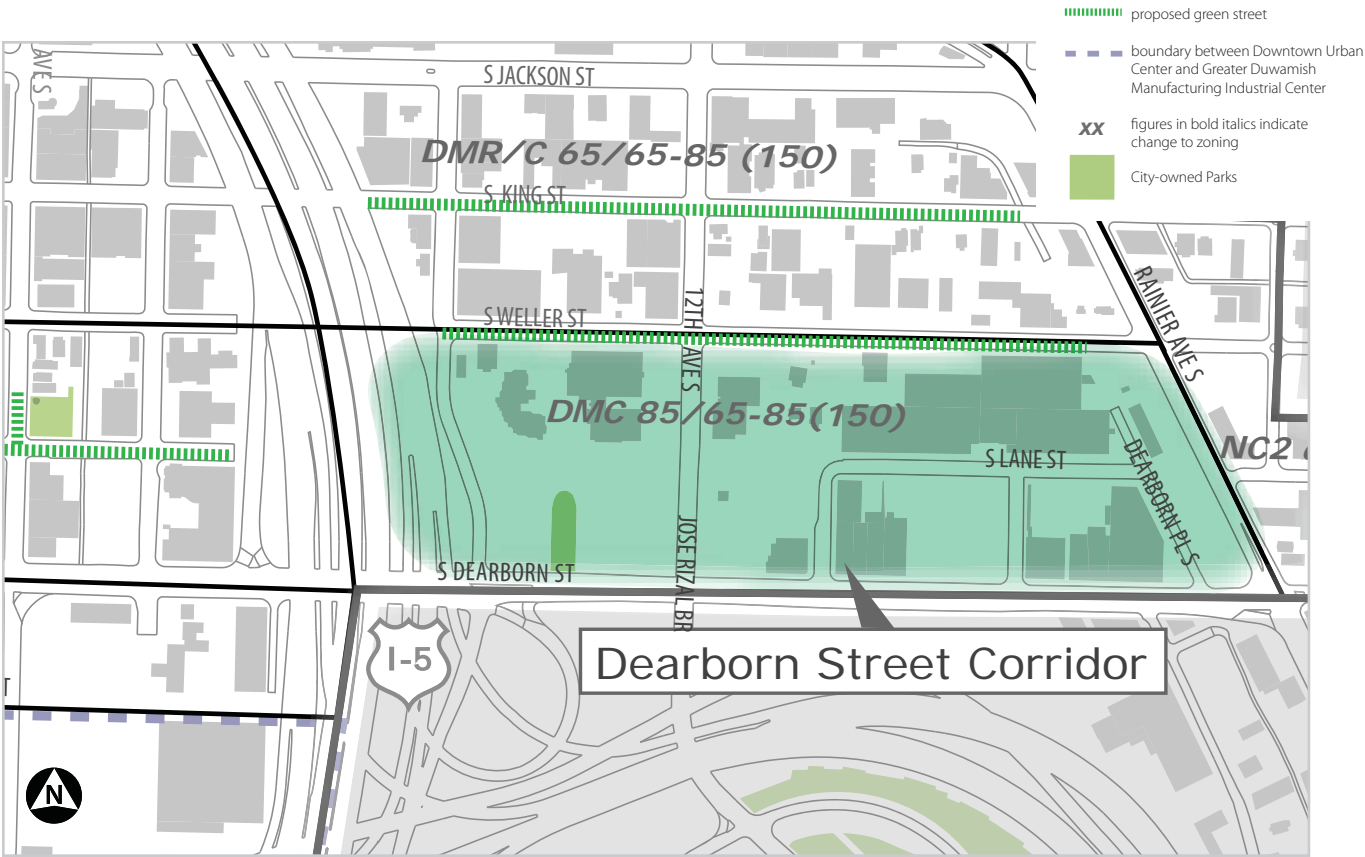 proposed green street
boundary between Downtown Urban
Center and Greater Duwamish
Manufacturing Industrial Center
xx
figures in bold italics indicate
change to zoning
City-owned Parks
AVE S
S JACKSON ST
DMR/C 65/65-85 (150)
S KING ST
RAINIER AVE S
12TH AVE S
S WELLER ST
DMC 85/65-85(150)
NC2
S LANE ST
DEARBORN PL S
JOSE RIZAL BR
S DEARBORN ST
I-5
Dearborn Street Corridor
T
N